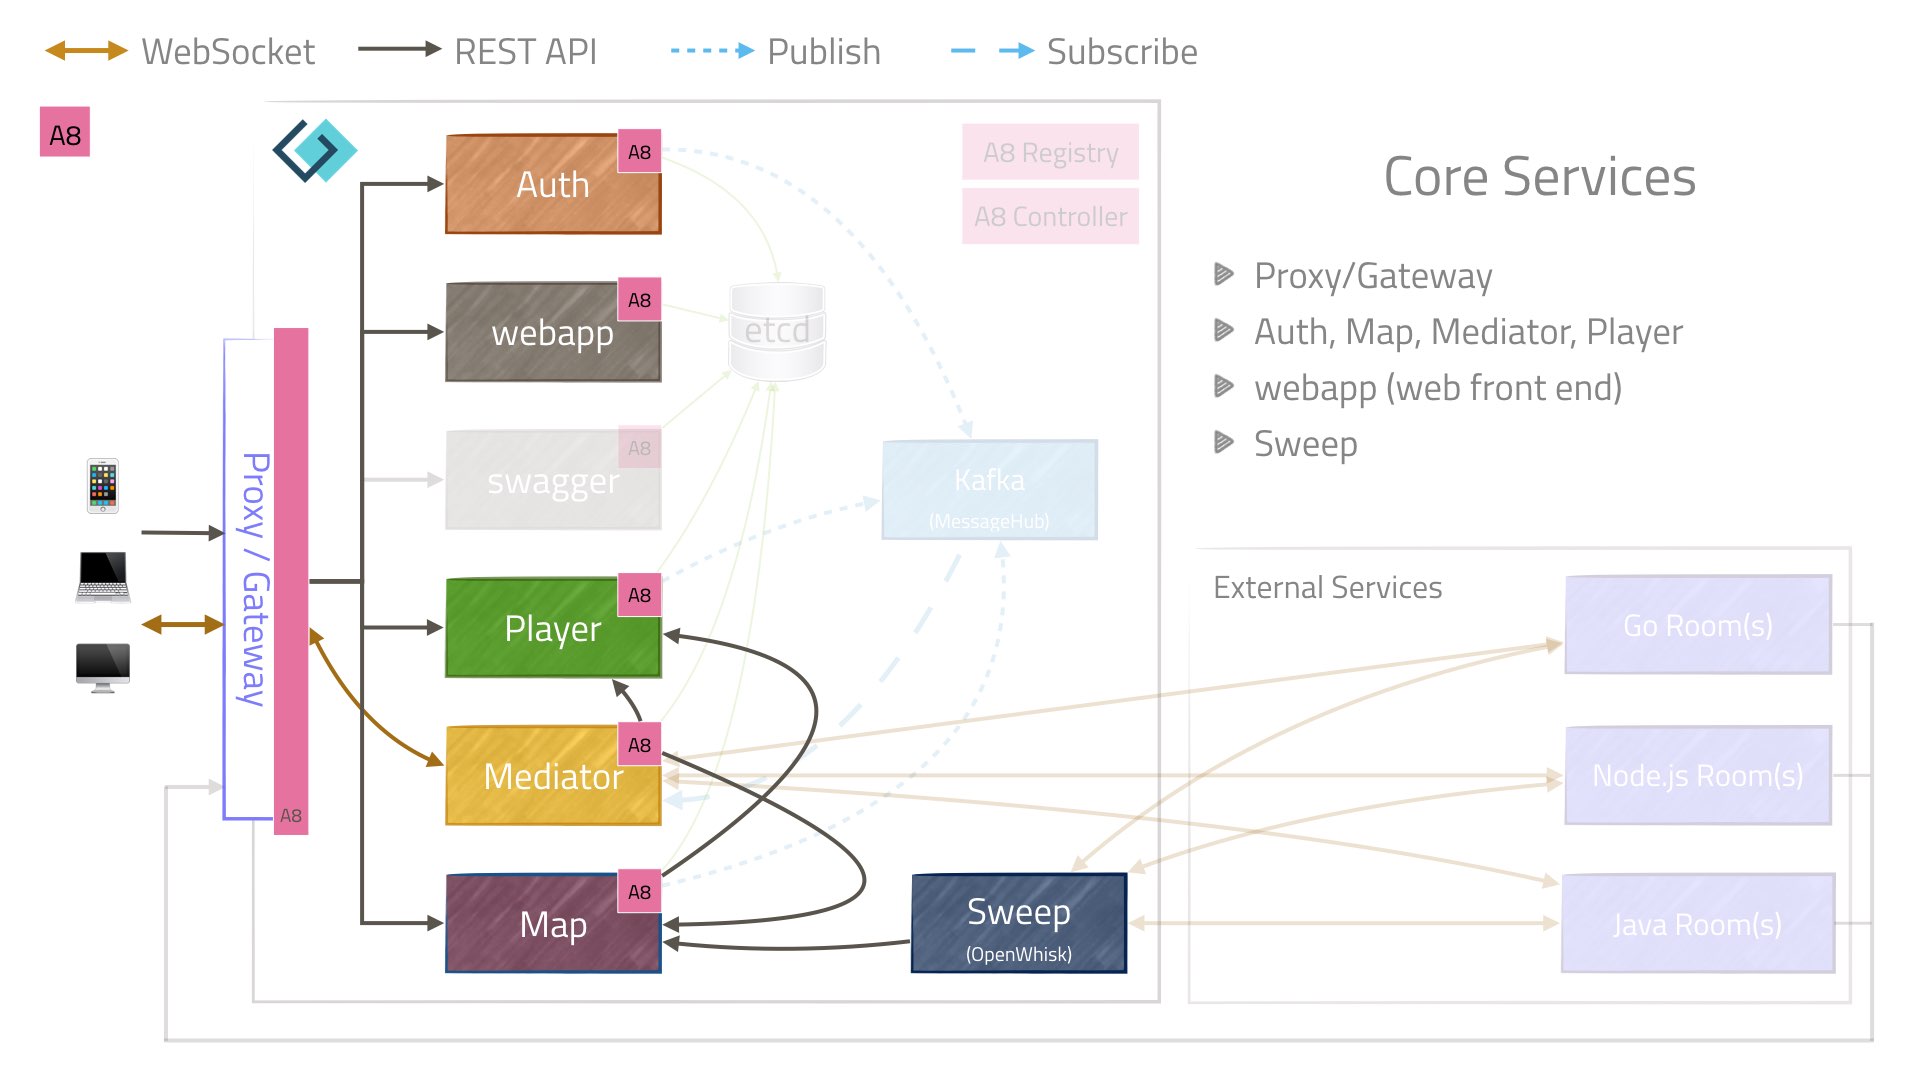 WebSocket
REST API
Publish
Subscribe
A8
Core Services
Proxy/Gateway
Auth, Map, Mediator, Player
webapp (web front end)
Sweep
A8 Registry
A8 Controller
Auth
A8
webapp
A8
etcd
swagger
A8
Kafka
(MessageHub)
Proxy / Gateway
A8
Player
A8
Mediator
A8
Map
A8
Sweep
(OpenWhisk)
External Services
Go Room(s)
Node.js Room(s)
Java Room(s)